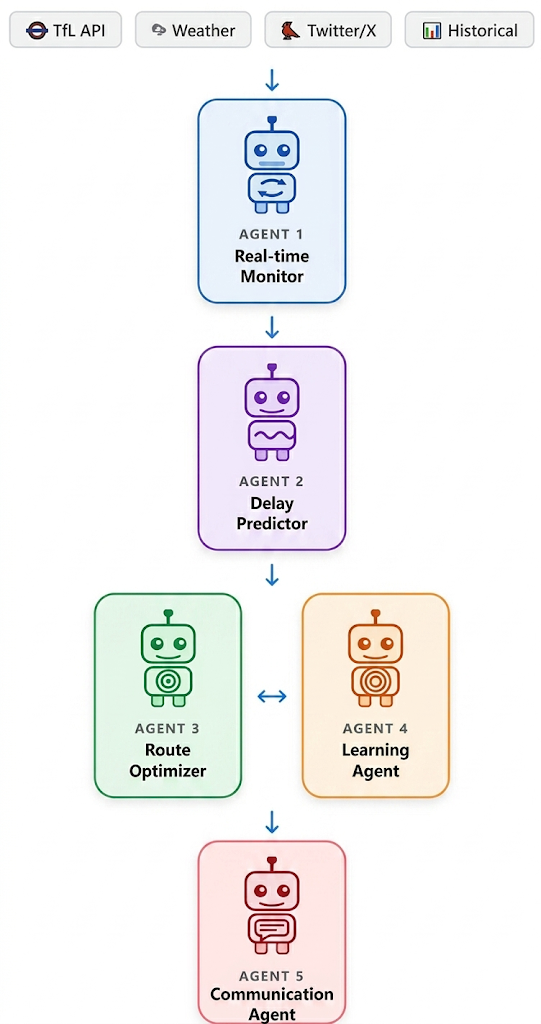 TfL API
Weather
Twitter/X
Historical
AGENT 1
Real-time
Monitor
AGENT 2
Delay
Predictor
AGENT 3
Route
Optimizer
AGENT 4
Learning
Agent
AGENT 5
Communication
Agent